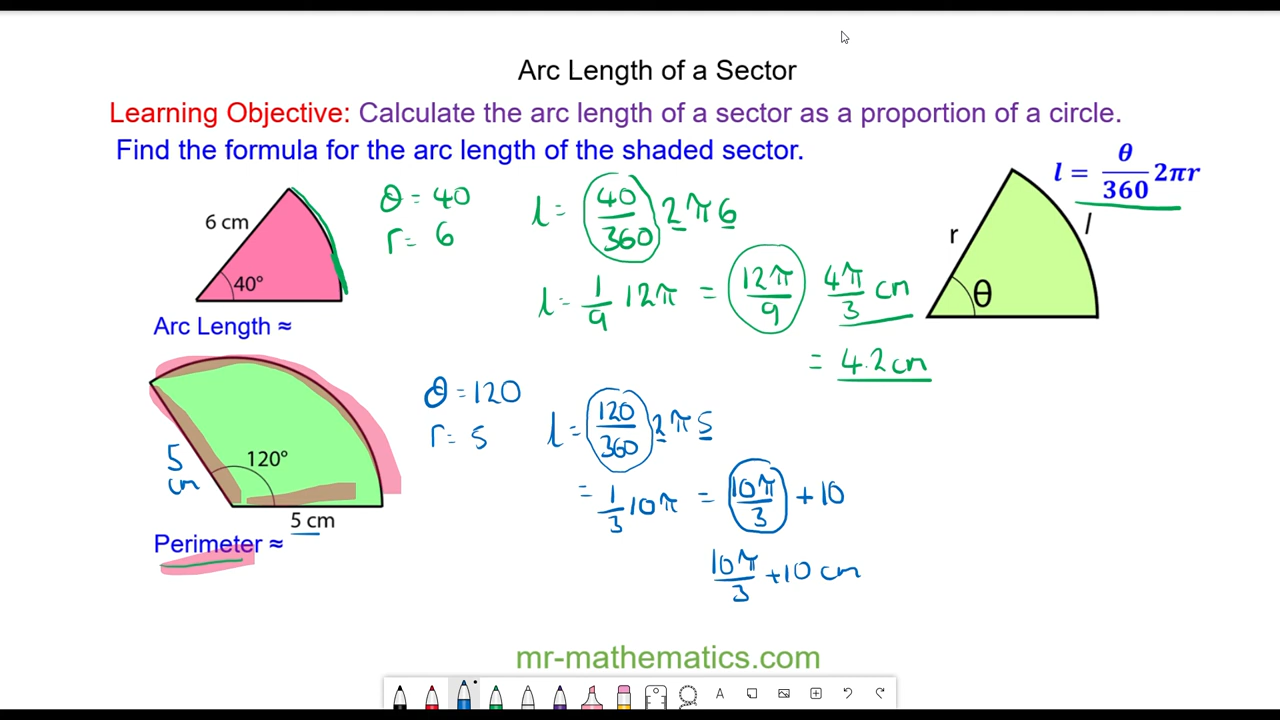 Arc Length of a Sector
Learning Objective: Calculate the arc length of a sector as a proportion of a circle.
Find the formula for the arc length of the shaded sector.
6 cm
40°
Arc Length ≈
θ = 40
r = 6
l = 40/360 2π6
l = 1/9 12π = 12π/9 4π/3 cm
= 4.2 cm
l = θ/360 2πr
r
l
θ
5 cm
120°
5 cm
Perimeter ≈
θ = 120
r = 5
l = 120/360 2π5
= 1/3 10π = 10π/3 + 10
10π/3 + 10 cm
mr-mathematics.com
A